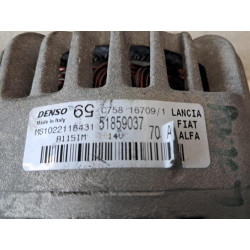 DENSO 59 C758 16709/1 LANCIA
Made in Italy
MS1022118431 51859037 70 A FIAT
A115IM 14V ALFA